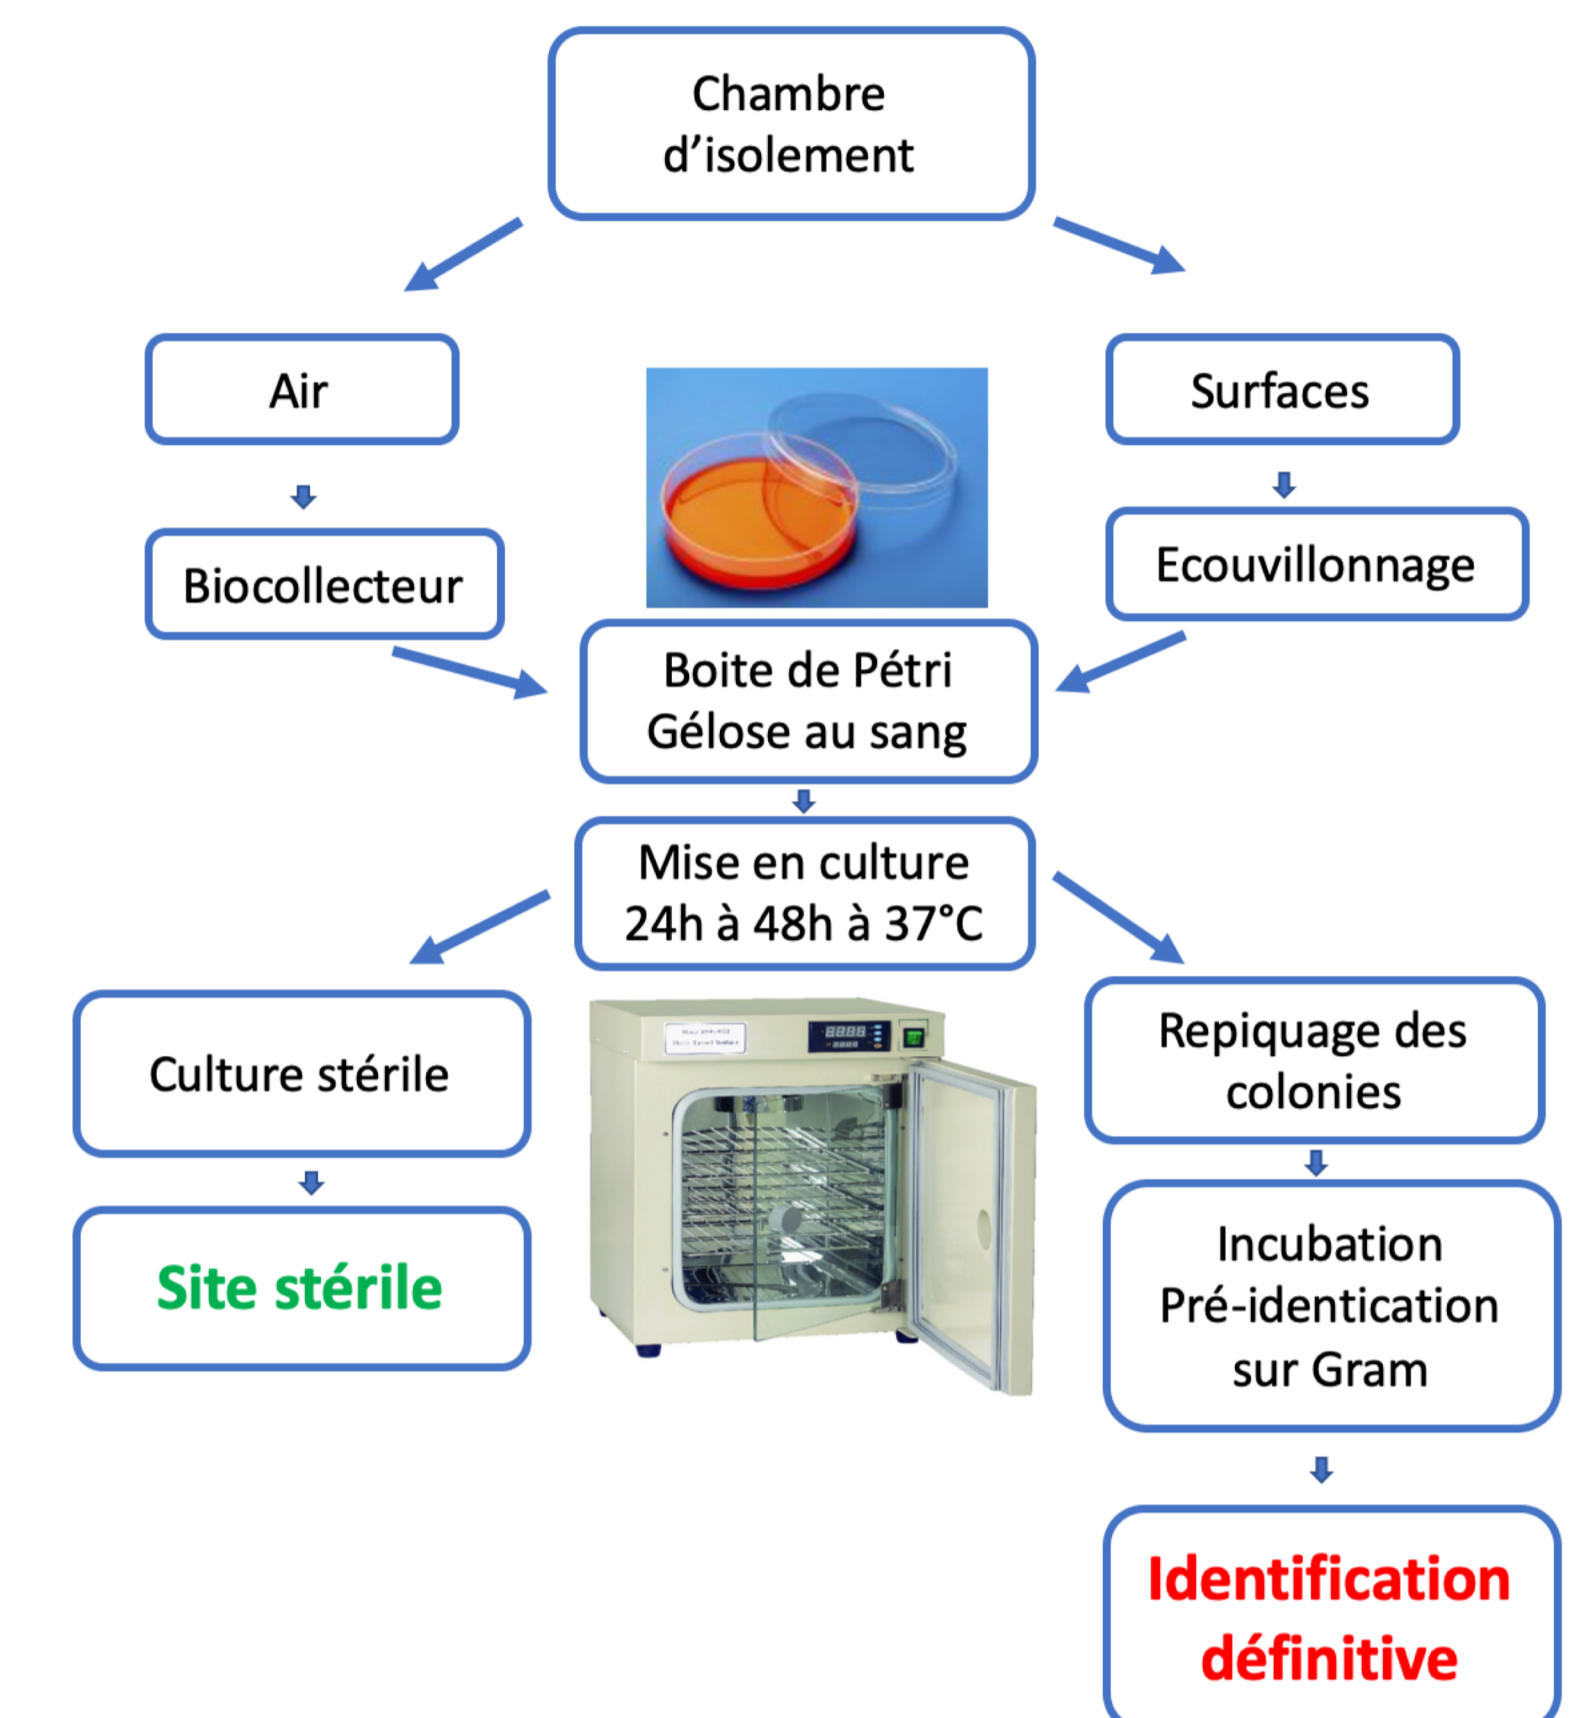 Chambre
d’isolement
Air
Surfaces
Biocollecteur
Ecouvillonnage
Boite de Pétri
Gélose au sang
Mise en culture
24h à 48h à 37°C
Culture stérile
Repiquage des
colonies
Site stérile
Incubation
Pré-identication
sur Gram
Identification
définitive